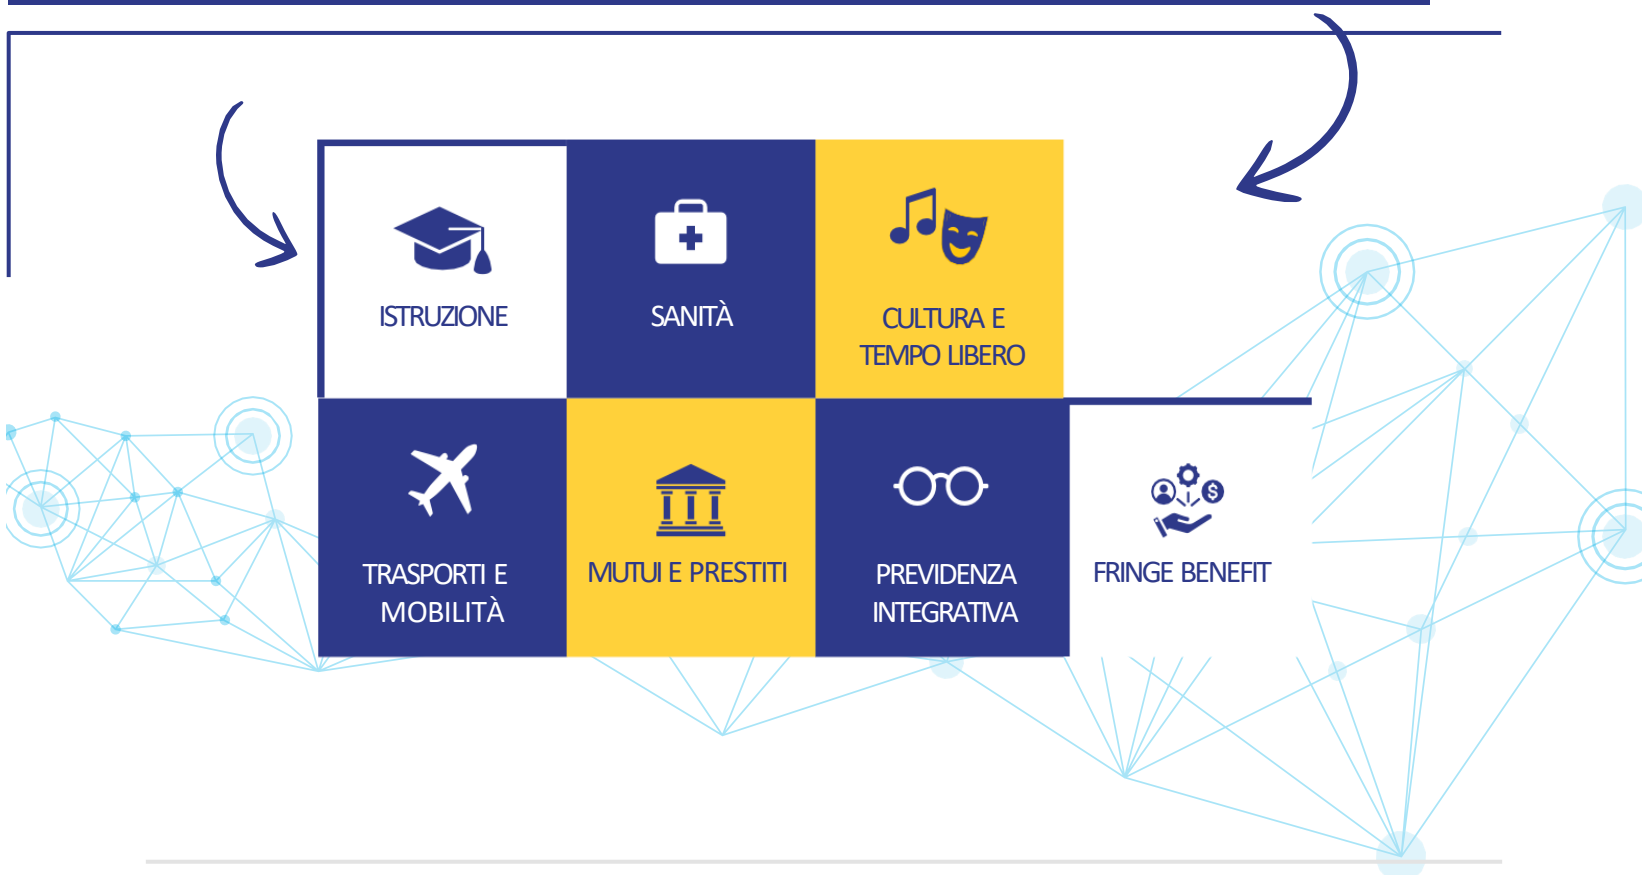 ISTRUZIONE
SANITÀ
CULTURA E
TEMPO LIBERO
TRASPORTI E
MOBILITÀ
MUTUI E PRESTITI
PREVIDENZA
INTEGRATIVA
FRINGE BENEFIT